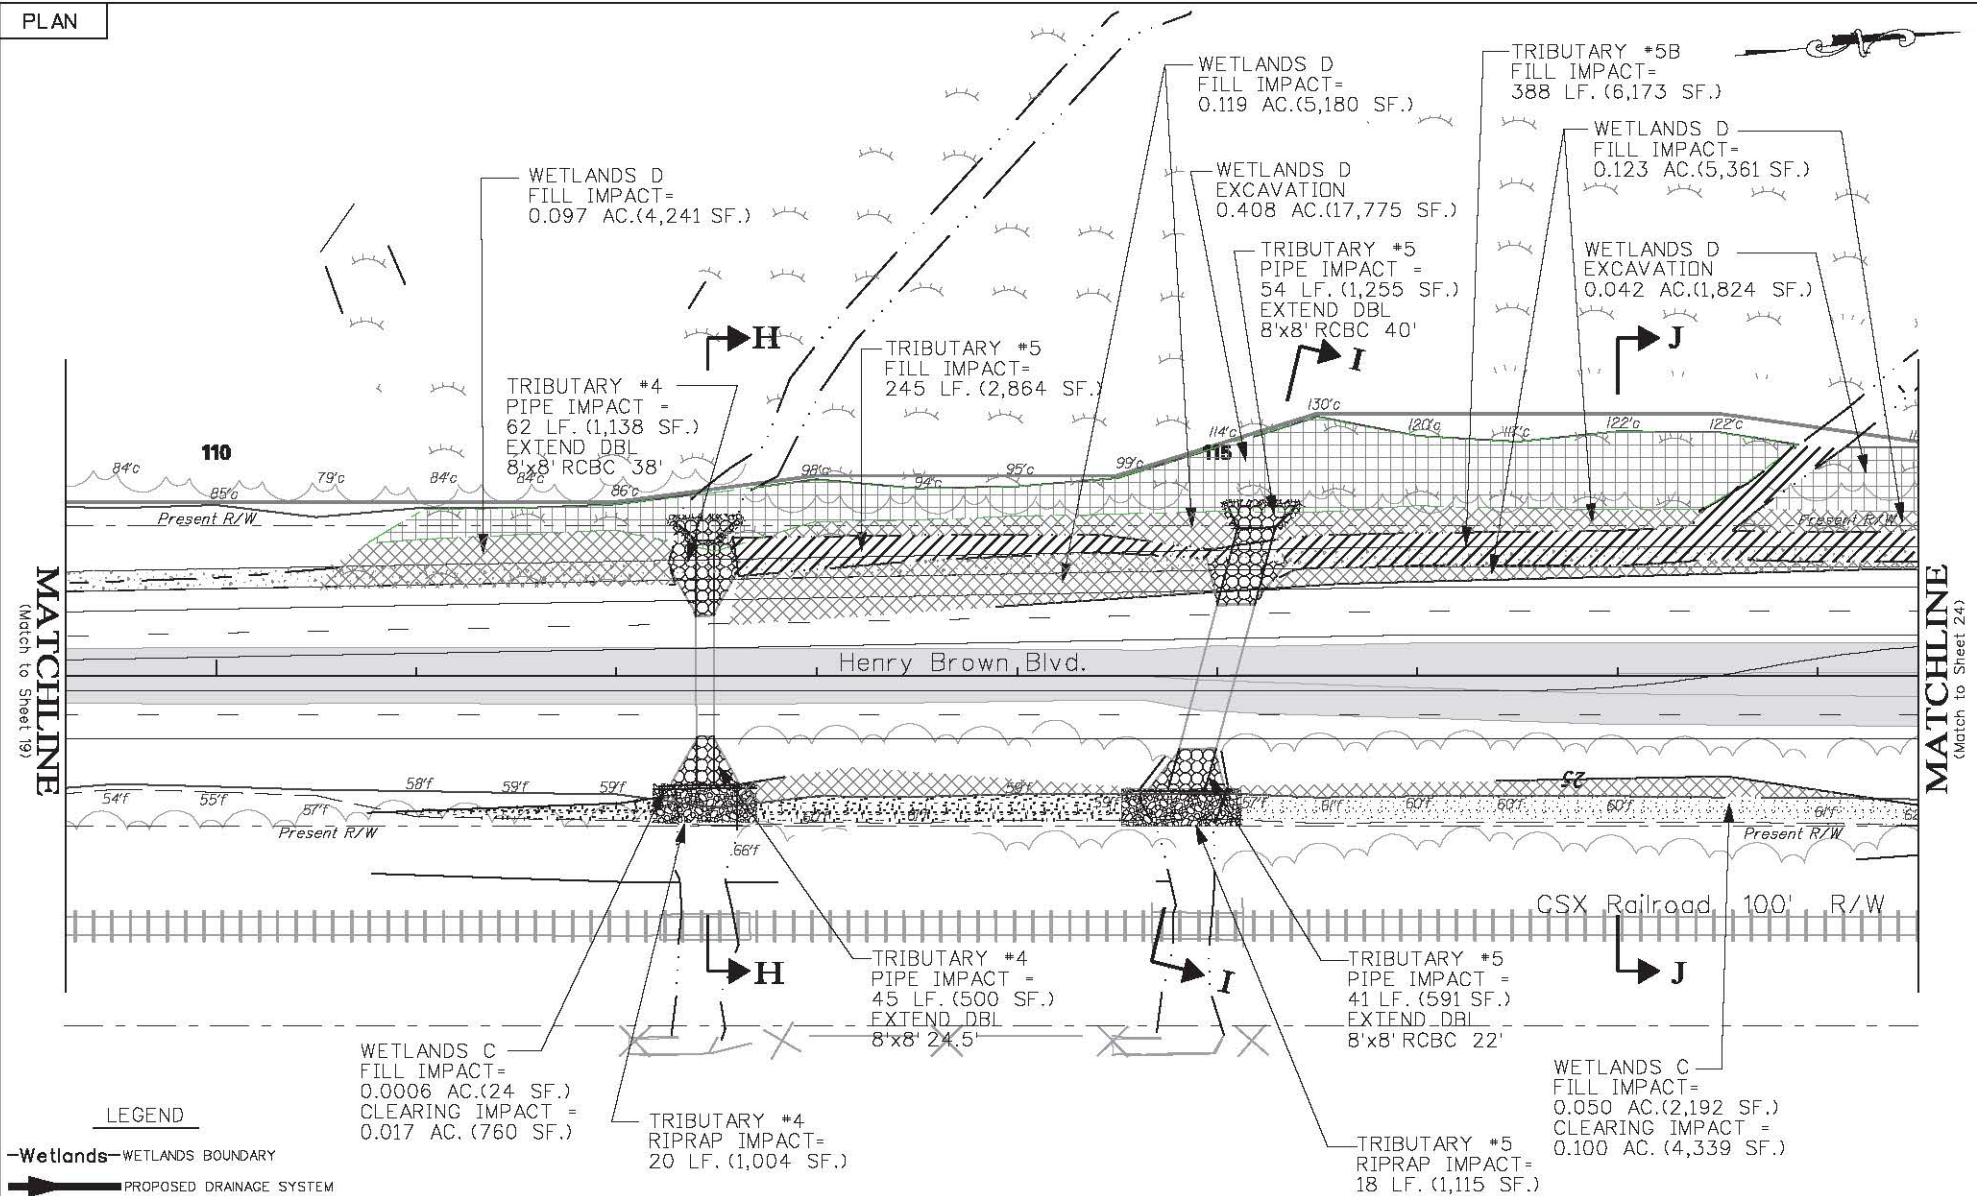 PLAN
WETLANDS D
FILL IMPACT=
0.119 AC.(5,180 SF.)
TRIBUTARY #5B
FILL IMPACT=
388 LF. (6,173 SF.)
WETLANDS D
FILL IMPACT=
0.123 AC.(5,361 SF.)
WETLANDS D
FILL IMPACT=
0.097 AC.(4,241 SF.)
WETLANDS D
EXCAVATION
0.408 AC.(17,775 SF.)
TRIBUTARY #5
PIPE IMPACT =
54 LF. (1,255 SF.)
EXTEND DBL
8'x8' RCBC 40'
WETLANDS D
EXCAVATION
0.042 AC.(1,824 SF.)
H
I
J
TRIBUTARY #5
FILL IMPACT=
245 LF. (2,864 SF.)
TRIBUTARY #4
PIPE IMPACT =
62 LF. (1,138 SF.)
EXTEND DBL
8'x8' RCBC 38'
110
115
84'c
85'c
79'c
84'c
84'c
86'c
98'c
94'c
95'c
99'c
114'c
130'c
120'c
122'c
122'c
Present R/W
Present R/W
MATCHLINE
(Match to Sheet 19)
MATCHLINE
(Match to Sheet 24)
Henry Brown Blvd.
54'f
55'f
57'f
58'f
59'f
59'f
59'f
59'f
57'f
61'f
60'f
60'f
60'f
61'f
62
25
Present R/W
Present R/W
66'f
CSX Railroad 100' R/W
H
I
J
TRIBUTARY #4
PIPE IMPACT =
45 LF. (500 SF.)
EXTEND DBL
8'x8' 24.5'
TRIBUTARY #5
PIPE IMPACT =
41 LF. (591 SF.)
EXTEND DBL
8'x8' RCBC 22'
WETLANDS C
FILL IMPACT=
0.0006 AC.(24 SF.)
CLEARING IMPACT =
0.017 AC. (760 SF.)
TRIBUTARY #4
RIPRAP IMPACT=
20 LF. (1,004 SF.)
TRIBUTARY #5
RIPRAP IMPACT=
18 LF. (1,115 SF.)
WETLANDS C
FILL IMPACT=
0.050 AC.(2,192 SF.)
CLEARING IMPACT =
0.100 AC. (4,339 SF.)
LEGEND
Wetlands WETLANDS BOUNDARY
PROPOSED DRAINAGE SYSTEM